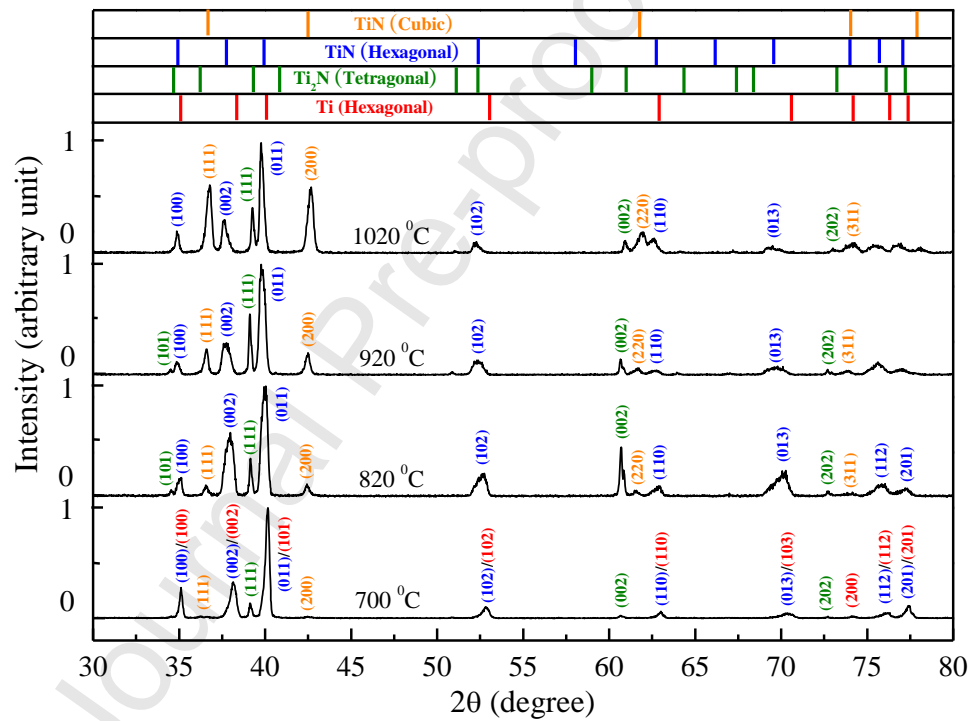 TiN (Cubic)
TiN (Hexagonal)
Ti₂N (Tetragonal)
Ti (Hexagonal)
Journal Pre-proo
Intensity (arbitrary unit)
1
(100) (111) (002) (111) (011) (200) (102) (002) (220) (110) (013) (202) (311)
0
1020 ⁰C
1
(101) (100) (111) (002) (111) (011) (200) (102) (002) (220) (110) (013) (202) (311)
0
920 ⁰C
1
(101) (100) (111) (002) (111) (011) (200) (102) (002) (220) (110) (013) (202) (311) (112) (201)
0
820 ⁰C
1
(100)/(100) (111) (002)/(002) (111) (011)/(101) (200) (102)/(102) (002) (110)/(110) (013)/(103) (202) (200) (112)/(112) (201)/(201)
0
700 ⁰C
30 35 40 45 50 55 60 65 70 75 80
2θ (degree)